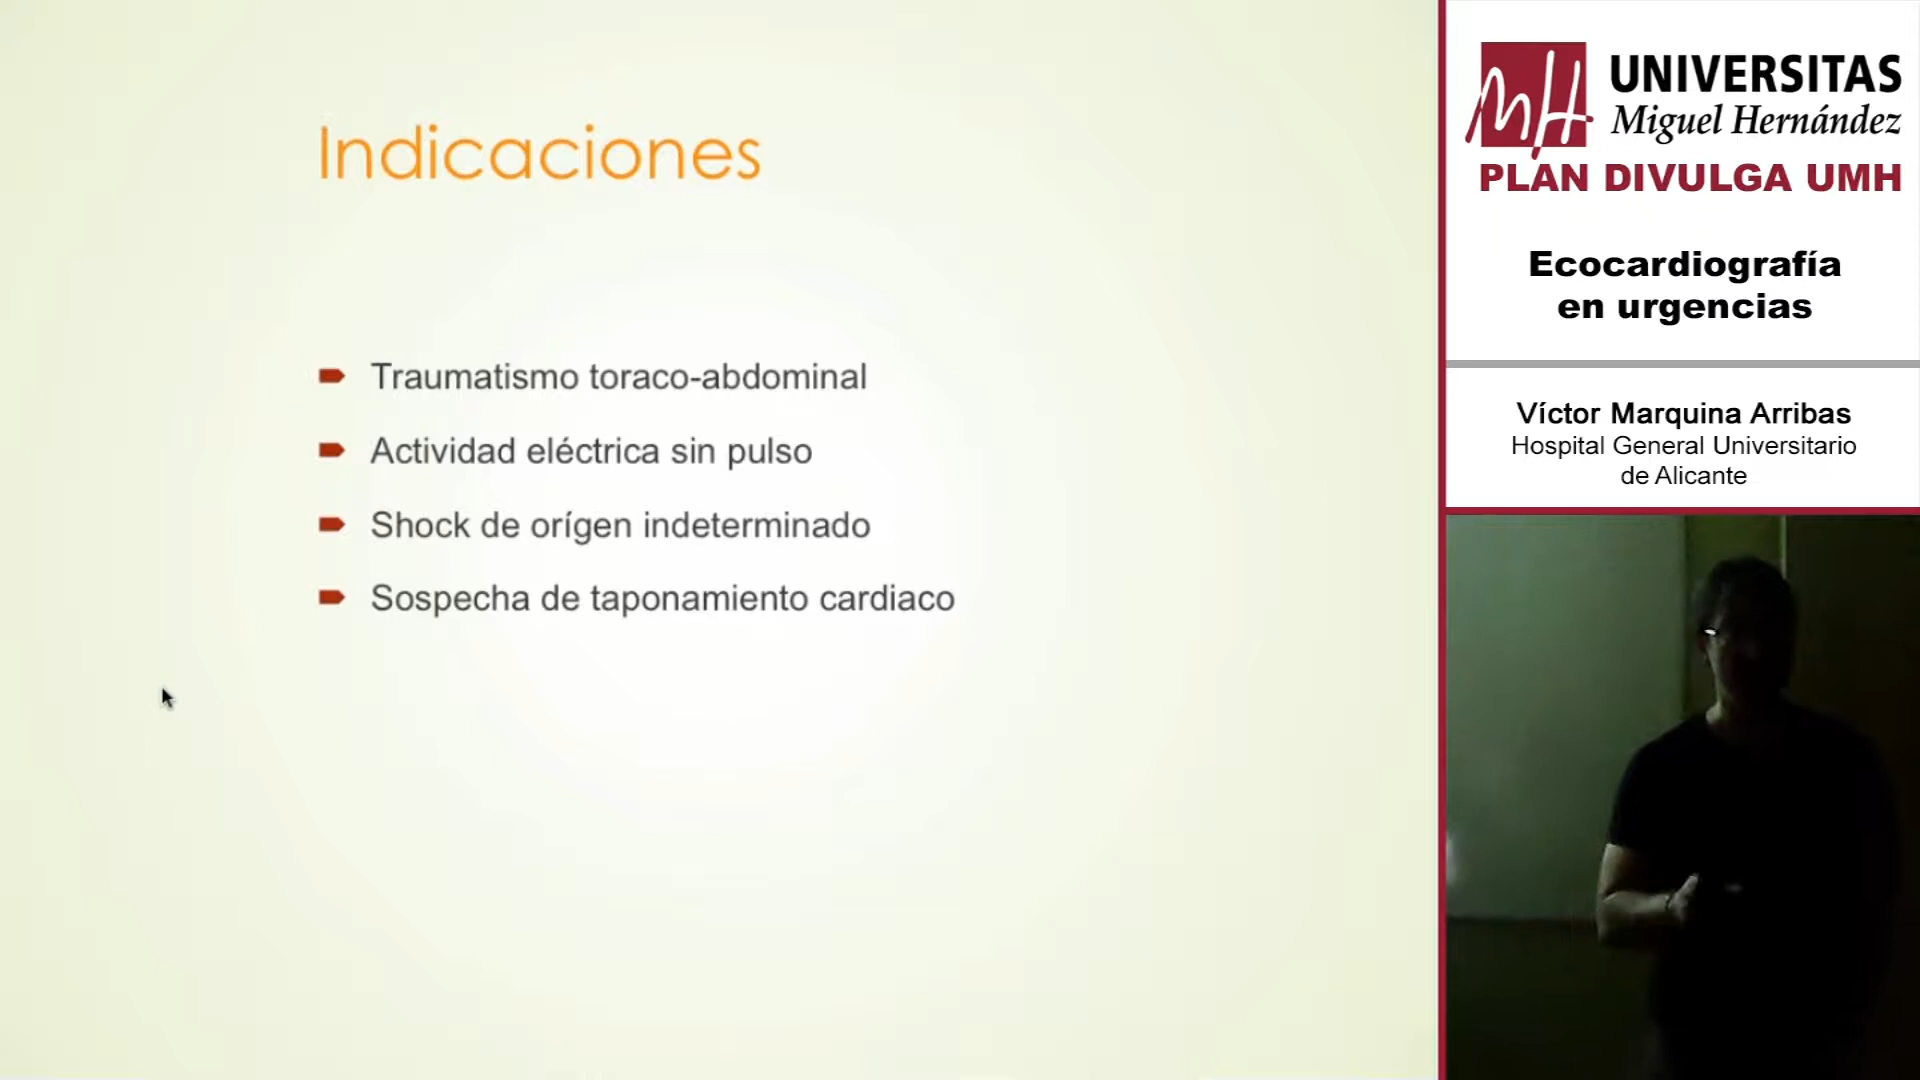 Indicaciones
Traumatismo toraco-abdominal
Actividad eléctrica sin pulso
Shock de orígen indeterminado
Sospecha de taponamiento cardiaco
UNIVERSITAS
Miguel Hernández
PLAN DIVULGA UMH
Ecocardiografía
en urgencias
Víctor Marquina Arribas
Hospital General Universitario
de Alicante